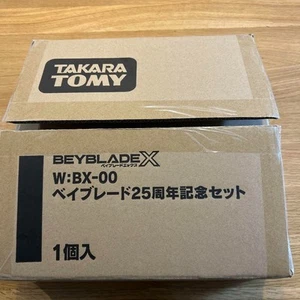 TAKARA
TOMY
BEYBLADE X
ベイブレードエックス
W:BX-00
ベイブレード25周年記念セット
1個入